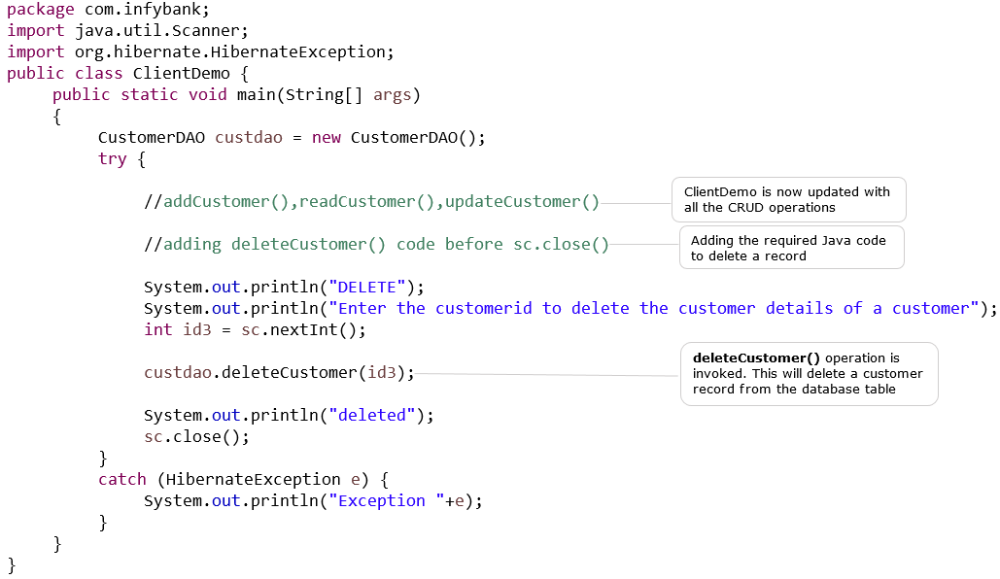 package com.infybank;
import java.util.Scanner;
import org.hibernate.HibernateException;
public class ClientDemo {
public static void main(String[] args)
{
CustomerDAO custdao = new CustomerDAO();
try {
//addCustomer(),readCustomer(),updateCustomer()
ClientDemo is now updated with
all the CRUD operations
//adding deleteCustomer() code before sc.close()
Adding the required Java code
to delete a record
System.out.println("DELETE");
System.out.println("Enter the customerid to delete the customer details of a customer");
int id3 = sc.nextInt();
custdao.deleteCustomer(id3);
deleteCustomer() operation is
invoked. This will delete a customer
record from the database table
System.out.println("deleted");
sc.close();
}
catch (HibernateException e) {
System.out.println("Exception "+e);
}
}
}